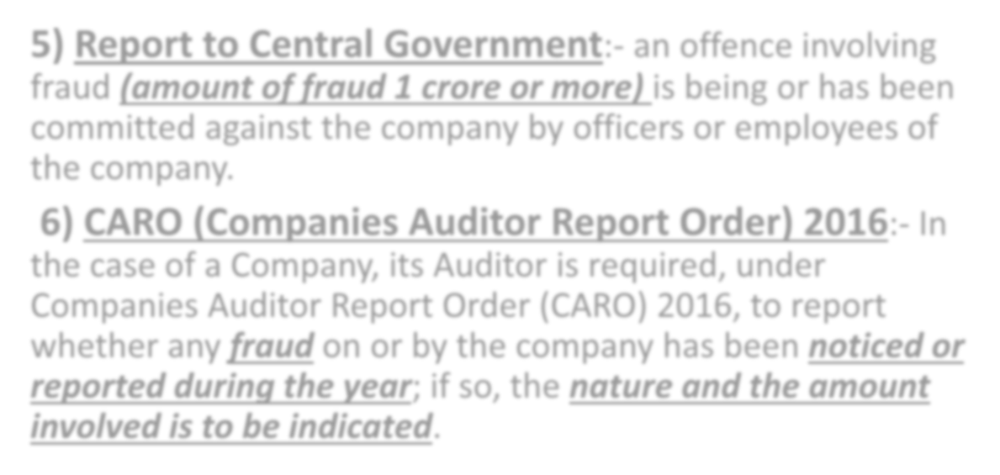 5) Report to Central Government:- an offence involving
fraud (amount of fraud 1 crore or more) is being or has been
committed against the company by officers or employees of
the company.
6) CARO (Companies Auditor Report Order) 2016:- In
the case of a Company, its Auditor is required, under
Companies Auditor Report Order (CARO) 2016, to report
whether any fraud on or by the company has been noticed or
reported during the year; if so, the nature and the amount
involved is to be indicated.